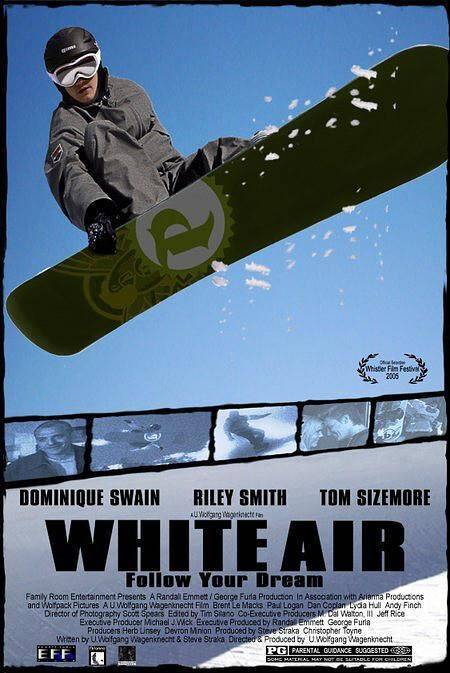 Official Selection
Whistler Film Festival
2005
DOMINIQUE SWAIN RILEY SMITH TOM SIZEMORE
A U.Wolfgang Wagenknecht Film
WHITE AIR
Follow Your Dream
Family Room Entertainment Presents A Randall Emmett / George Furla Production In Association with Arianna Productions
and Wolfpack Pictures A U.Wolfgang Wagenknecht Film Brent Le Macks Paul Logan Dan Coplan Lydia Hull Andy Finch
Director of Photography Scott Spears Edited by Tim Silano Co-Executive Producers M. Dal Walton, III Jeff Rice
Executive Producer Michael J.Wick Executive Produced by Randall Emmett George Furla
Producers Herb Linsey Devron Minion Produced by Steve Straka Christopher Toyne
Written by U.Wolfgang Wagenknecht & Steve Straka Directed & Produced by U.Wolfgang Wagenknecht
EFF
PG PARENTAL GUIDANCE SUGGESTED
SOME MATERIAL MAY NOT BE SUITABLE FOR CHILDREN